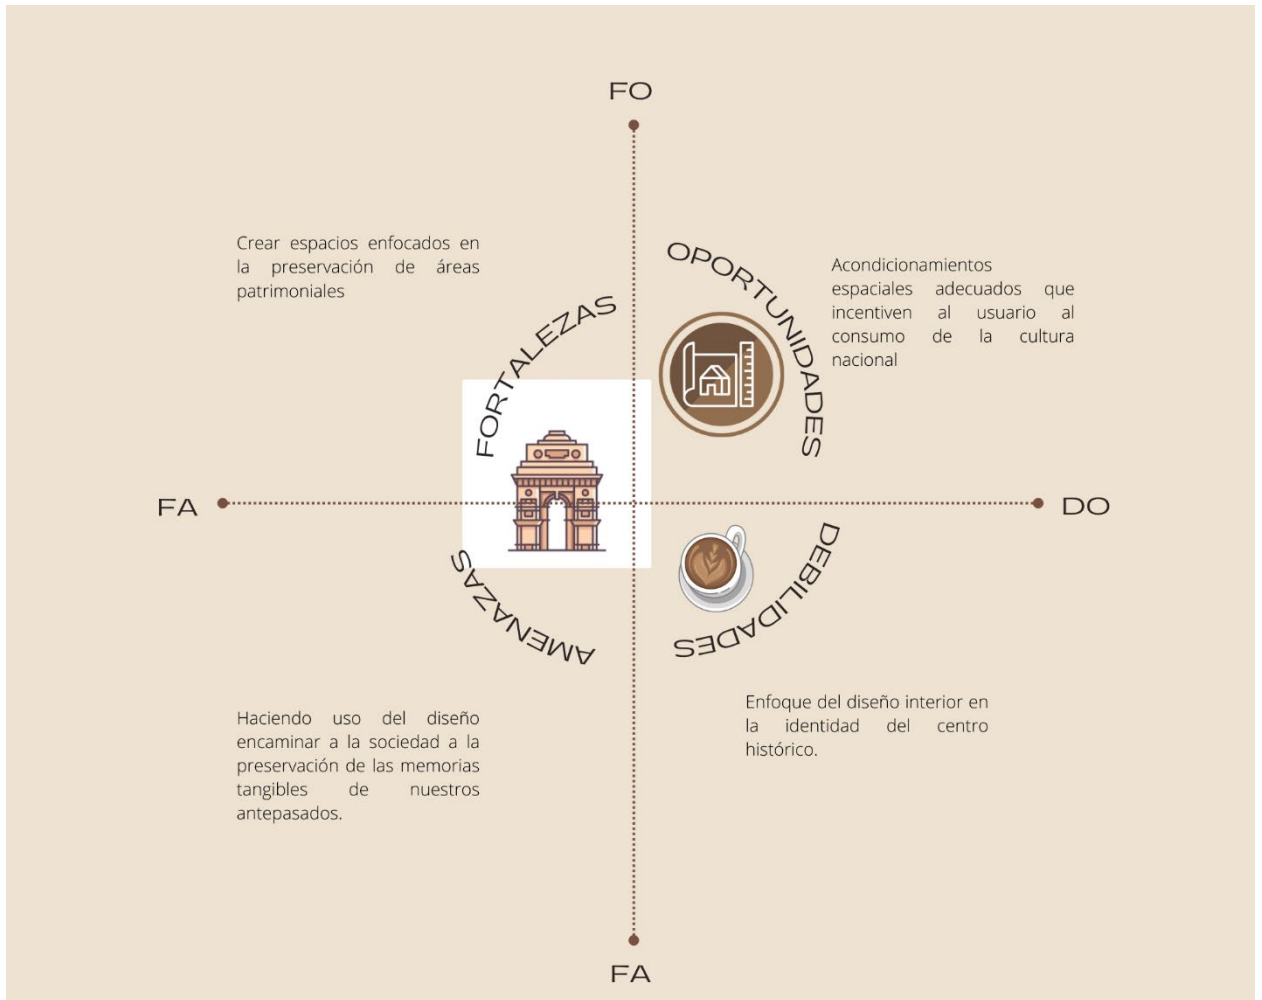 FO
Crear espacios enfocados en
la preservación de áreas
patrimoniales
FORTALEZAS
OPORTUNIDADES
Acondicionamientos
espaciales adecuados que
incentiven al usuario al
consumo de la cultura
nacional
FA
DO
AMENAZAS
DEBILIDADES
Haciendo uso del diseño
encaminar a la sociedad a la
preservación de las memorias
tangibles de nuestros
antepasados.
Enfoque del diseño interior en
la identidad del centro
histórico.
FA